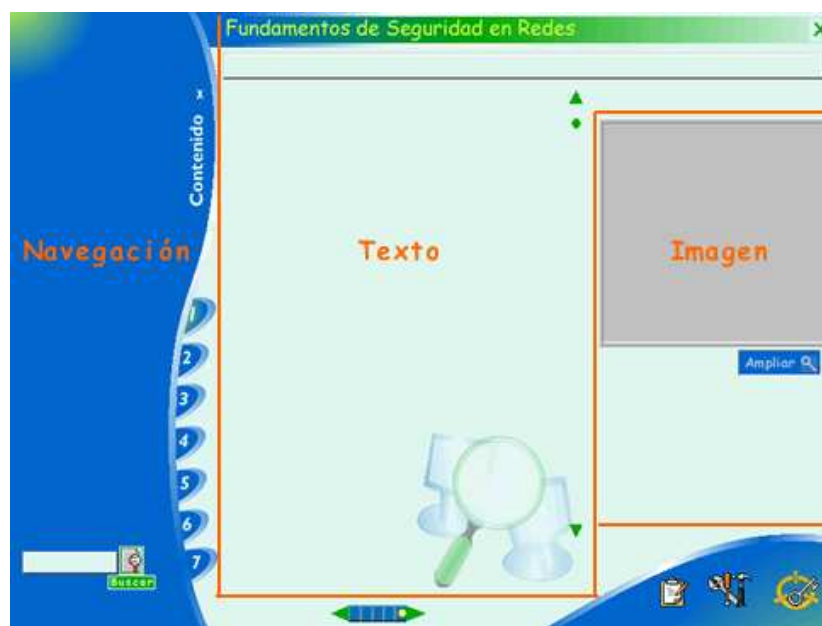 Fundamentos de Seguridad en Redes
x
Contenido x
Navegación
Texto
Imagen
1
2
3
4
5
6
7
Ampliar
Buscar